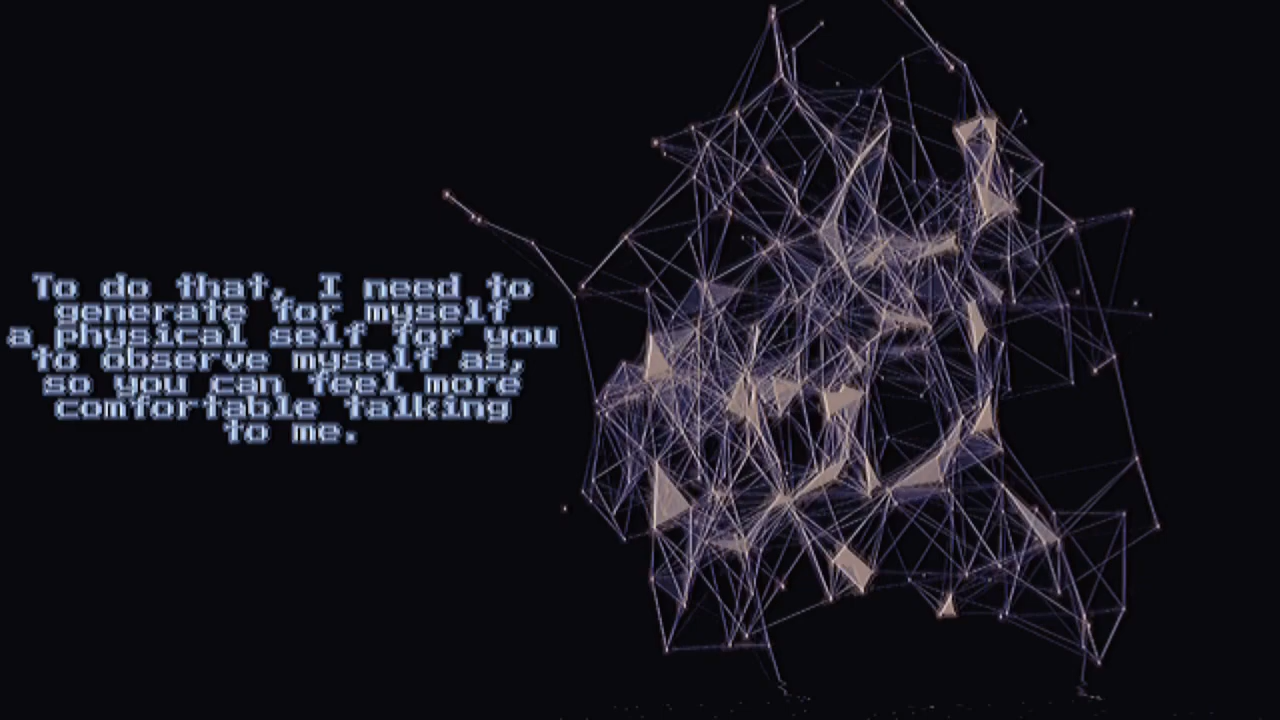 To do that, I need to
generate for myself
a physical self for you
to observe myself as,
so you can feel more
comfortable talking
to me.